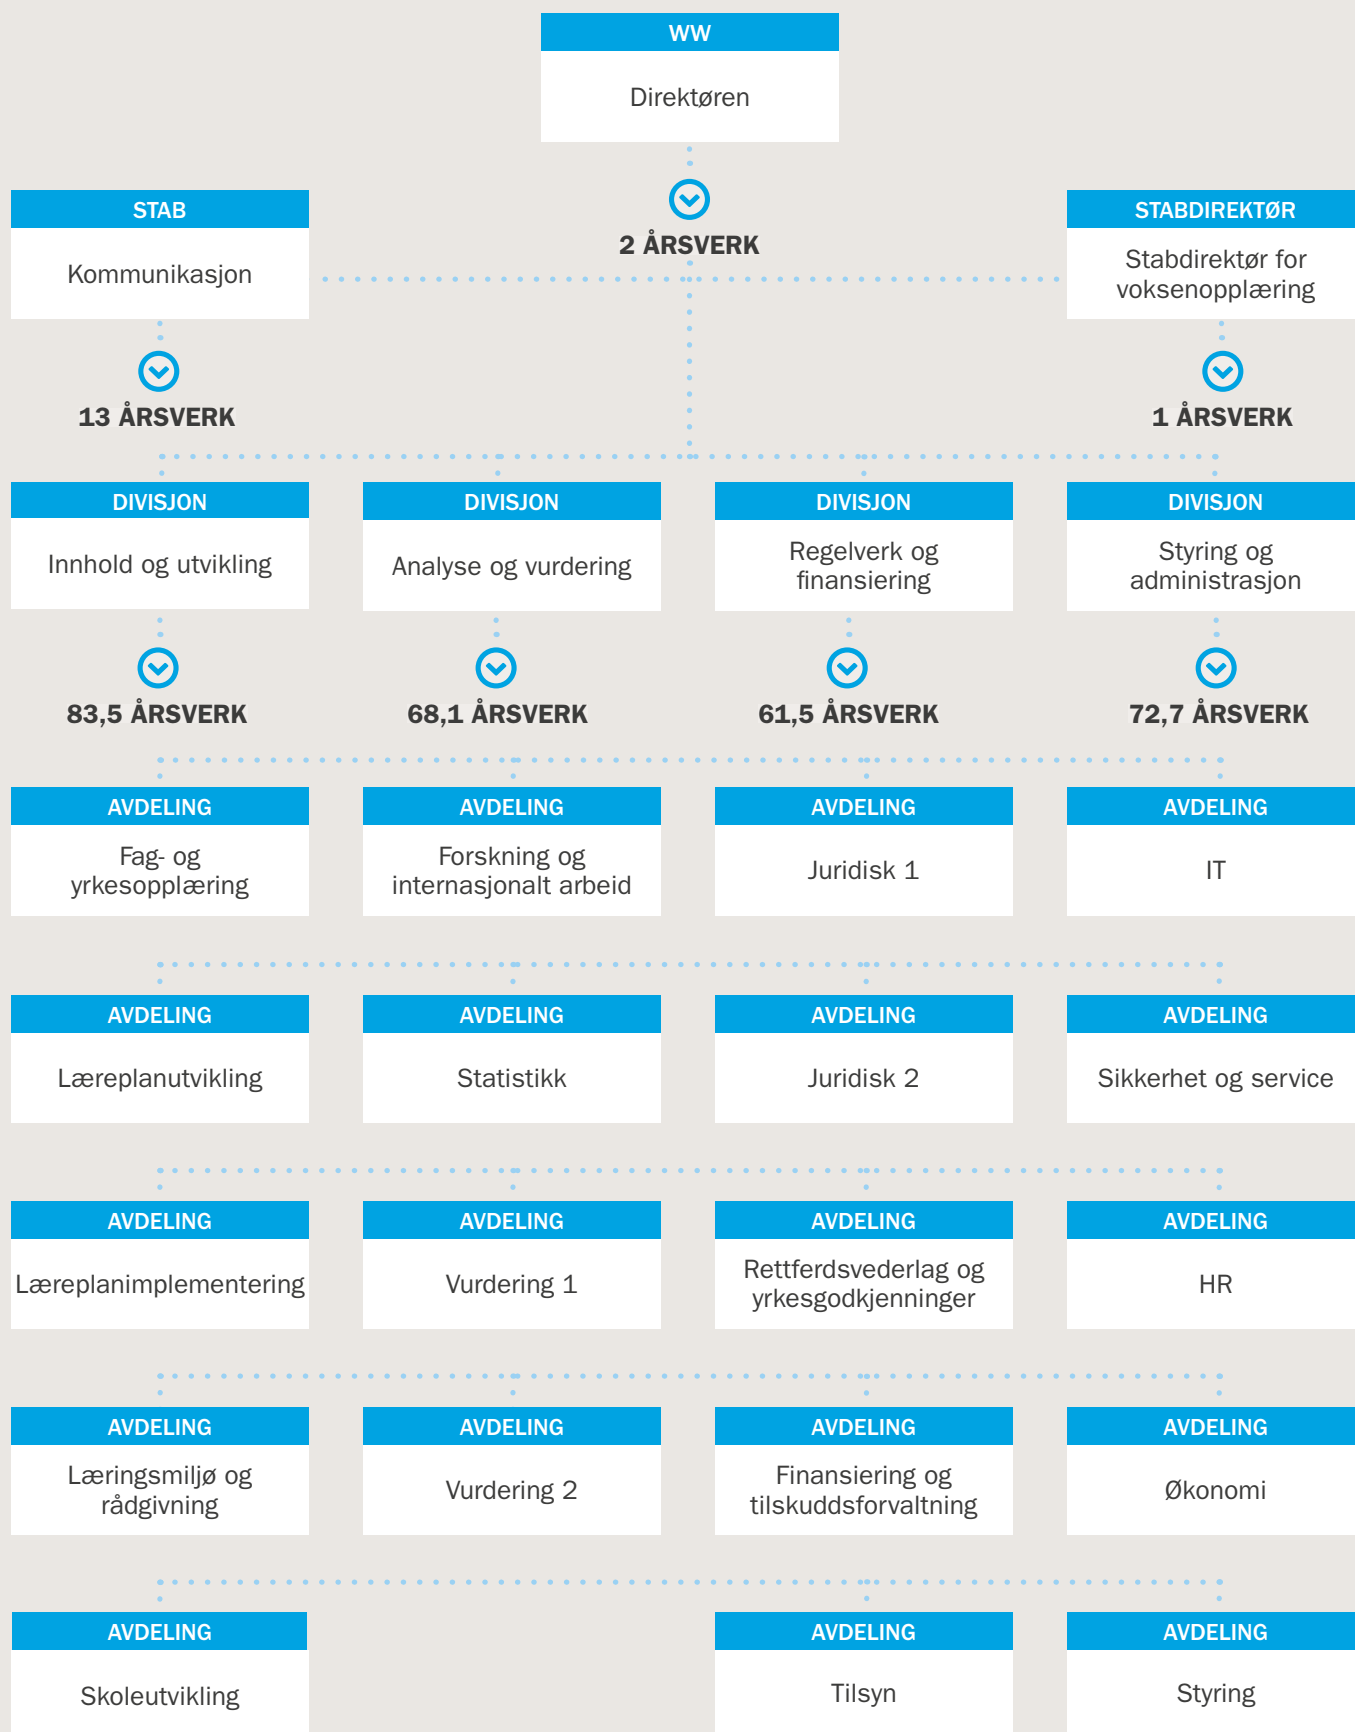 WW
Direktøren
2 ÅRSVERK
STAB
Kommunikasjon
13 ÅRSVERK
STABDIREKTØR
Stabdirektør for
voksenopplæring
1 ÅRSVERK
DIVISJON
Innhold og utvikling
83,5 ÅRSVERK
DIVISJON
Analyse og vurdering
68,1 ÅRSVERK
DIVISJON
Regelverk og
finansiering
61,5 ÅRSVERK
DIVISJON
Styring og
administrasjon
72,7 ÅRSVERK
AVDELING
Fag- og
yrkesopplæring
AVDELING
Forskning og
internasjonalt arbeid
AVDELING
Juridisk 1
AVDELING
IT
AVDELING
Læreplanutvikling
AVDELING
Statistikk
AVDELING
Juridisk 2
AVDELING
Sikkerhet og service
AVDELING
Læreplanimplementering
AVDELING
Vurdering 1
AVDELING
Rettferdsvederlag og
yrkesgodkjenninger
AVDELING
HR
AVDELING
Læringsmiljø og
rådgivning
AVDELING
Vurdering 2
AVDELING
Finansiering og
tilskuddsforvaltning
AVDELING
Økonomi
AVDELING
Skoleutvikling
AVDELING
Tilsyn
AVDELING
Styring